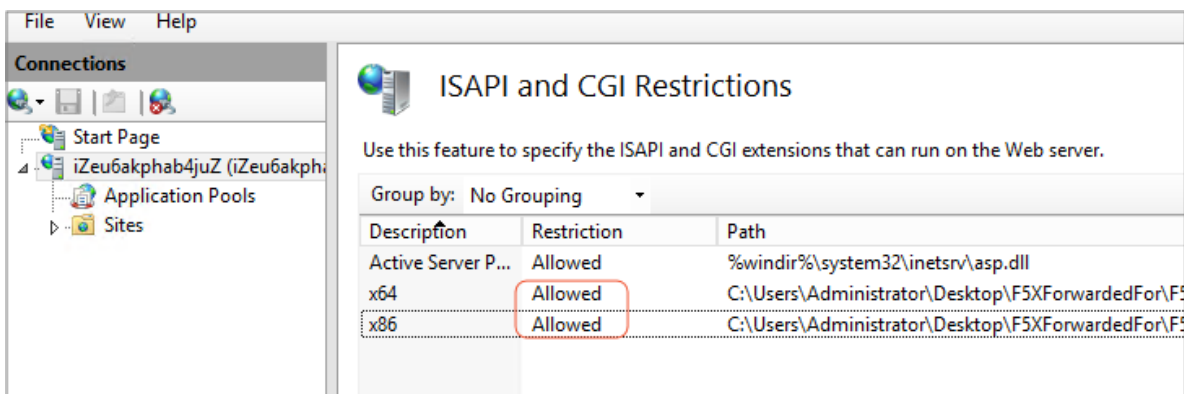 File View Help
Connections
ISAPI and CGI Restrictions
Start Page
iZeu6akphab4juZ (iZeu6akpha
Application Pools
Sites
Use this feature to specify the ISAPI and CGI extensions that can run on the Web server.
Group by: No Grouping
Description Restriction Path
Active Server P... Allowed %windir%\system32\inetsrv\asp.dll
x64 Allowed C:\Users\Administrator\Desktop\F5XForwardedFor\F5
x86 Allowed C:\Users\Administrator\Desktop\F5XForwardedFor\F5